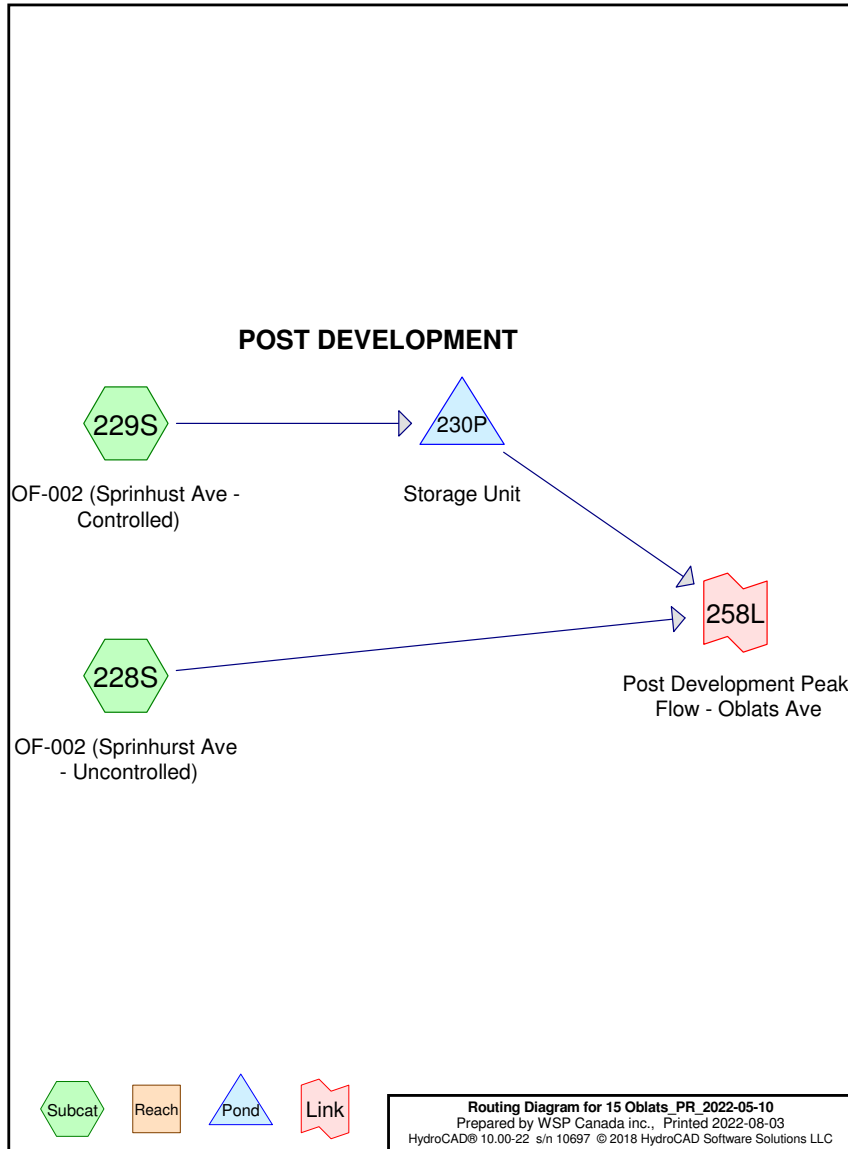 POST DEVELOPMENT
229S
230P
OF-002 (Sprinhust Ave -
Controlled)
Storage Unit
258L
228S
Post Development Peak
Flow - Oblats Ave
OF-002 (Sprinhurst Ave
- Uncontrolled)
Subcat
Reach
Pond
Link
Routing Diagram for 15 Oblats_PR_2022-05-10
Prepared by WSP Canada inc., Printed 2022-08-03
HydroCAD® 10.00-22 s/n 10697 © 2018 HydroCAD Software Solutions LLC